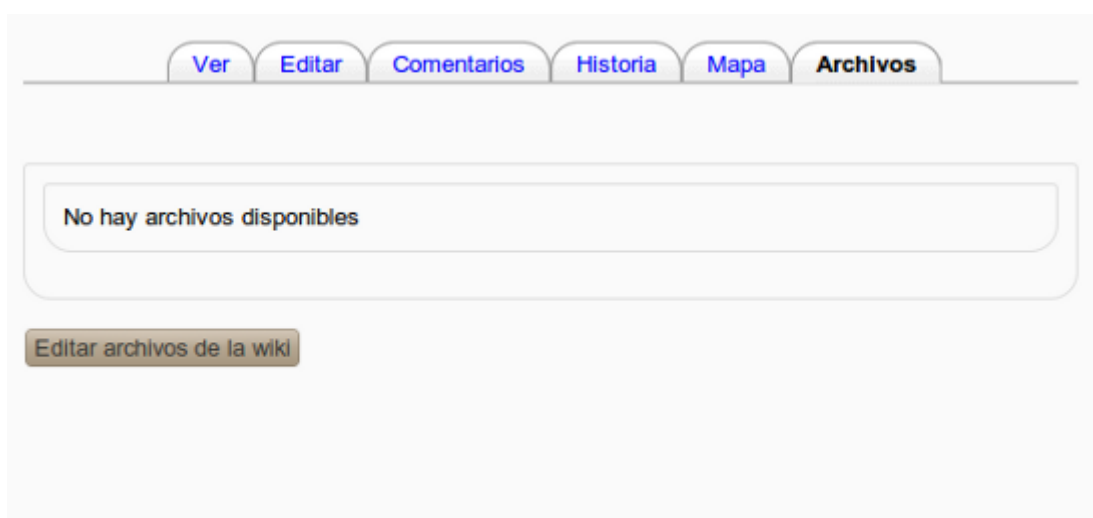 Ver Editar Comentarios Historia Mapa Archivos
No hay archivos disponibles
Editar archivos de la wiki